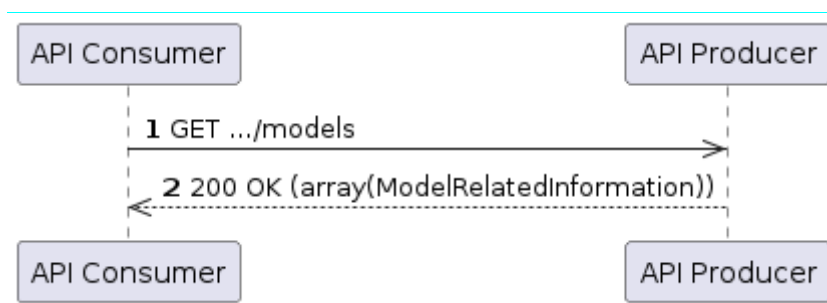 API Consumer
API Producer
1 GET .../models
2 200 OK (array(ModelRelatedInformation))
API Consumer
API Producer